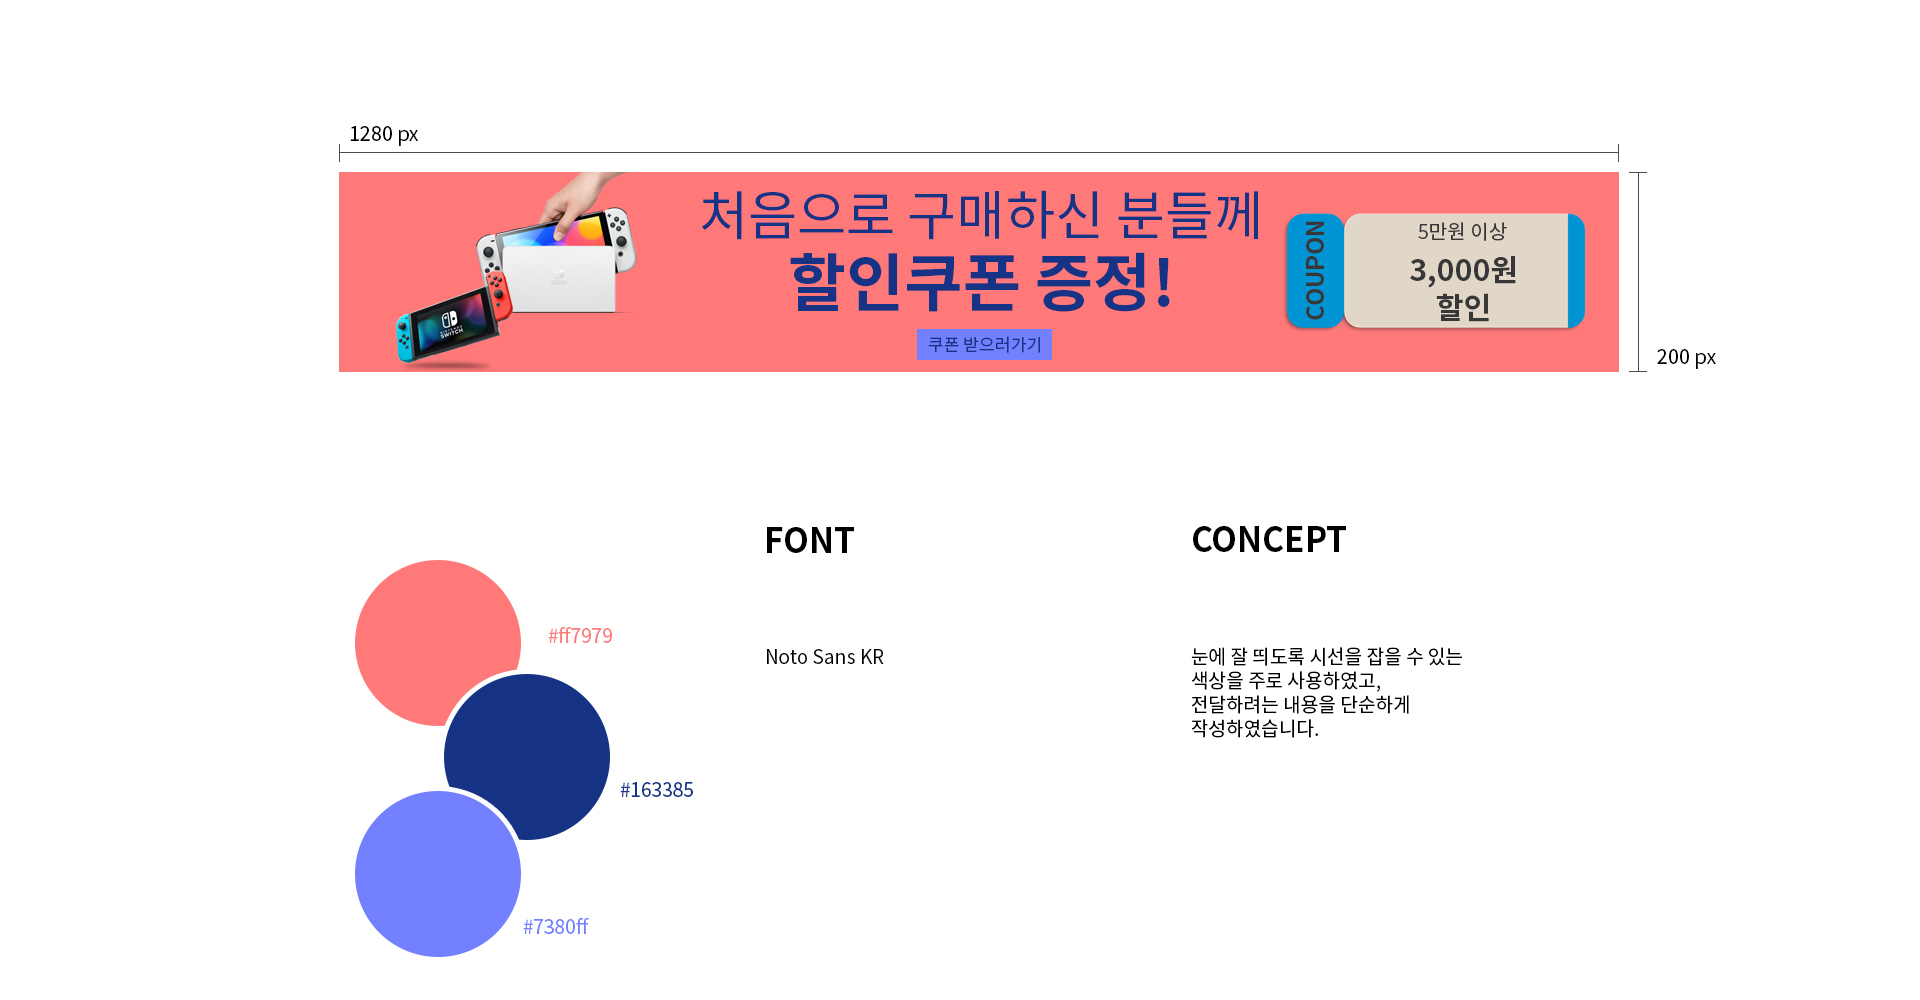 1280 px
처음으로 구매하신 분들께
할인쿠폰 증정!
쿠폰 받으러가기
COUPON
5만원 이상
3,000원
할인
NINTENDO
SWITCH
200 px
FONT
CONCEPT
#ff7979
Noto Sans KR
눈에 잘 띄도록 시선을 잡을 수 있는
색상을 주로 사용하였고,
전달하려는 내용을 단순하게
작성하였습니다.
#163385
#7380ff